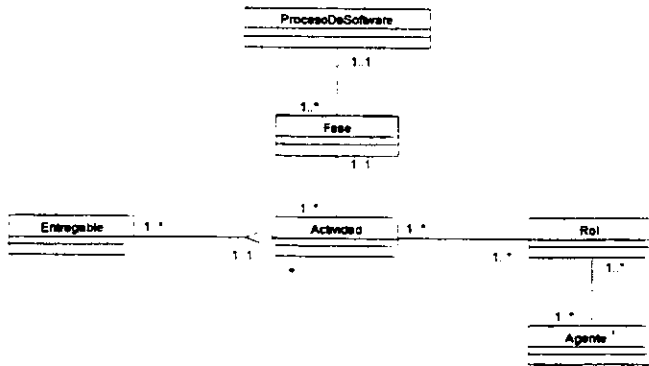 ProcesoDeSoftware
1..1
1..*
Fase
1..1
1..*
Entregable
1..*
Actividad
1..*
Rol
1..1
1..*
1..*
*
1..*
Agente